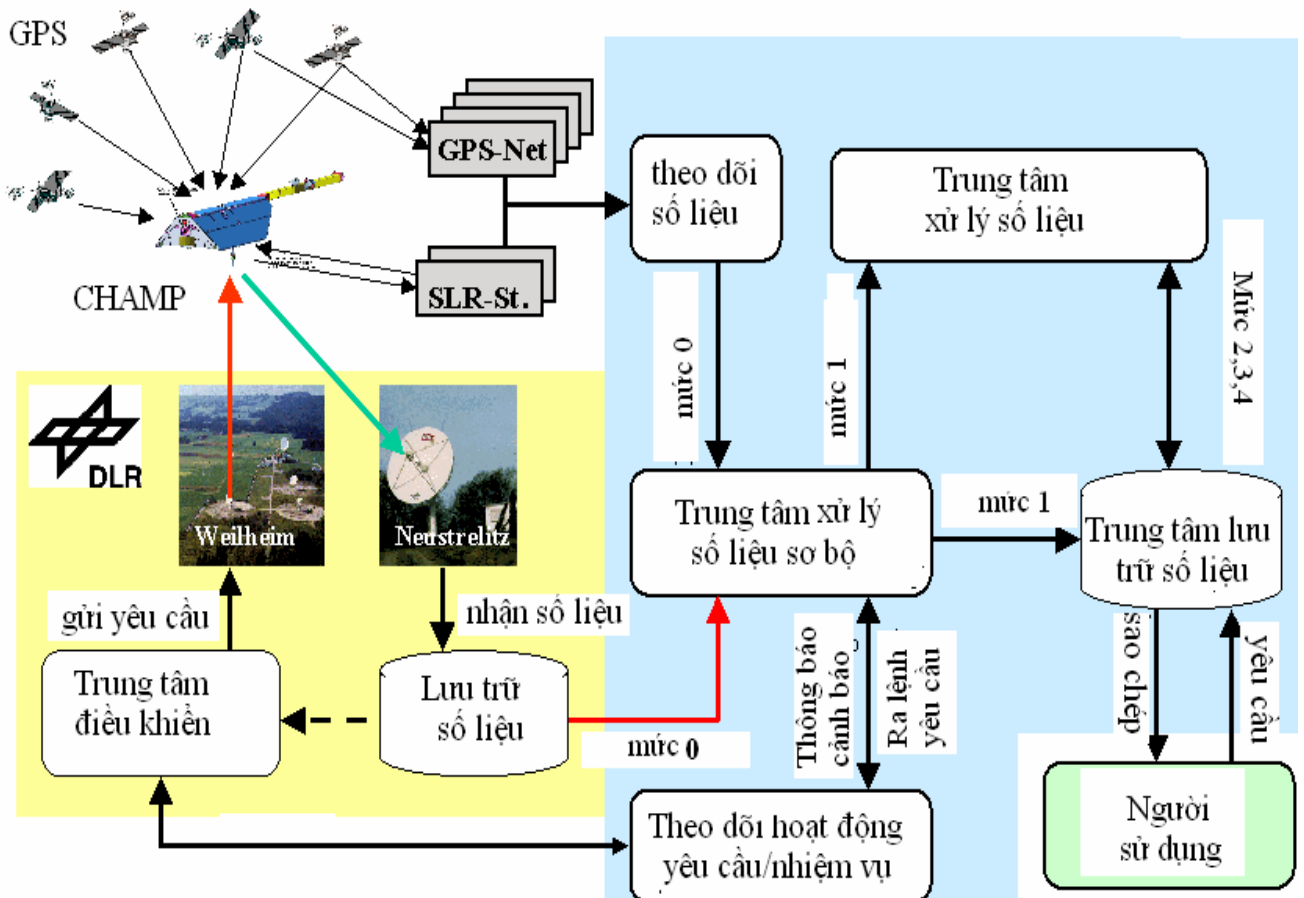 GPS
GPS-Net
theo dõi
số liệu
Trung tâm
xử lý số liệu
CHAMP
SLR-St.
mức 0
mức 1
Mức 2,3,4
DLR
Weilheim
Neustrelitz
Trung tâm xử lý
số liệu sơ bộ
mức 1
Trung tâm lưu
trữ số liệu
gửi yêu cầu
nhận số liệu
Trung tâm
điều khiển
Lưu trữ
số liệu
mức 0
Thông báo
cảnh báo
Ra lệnh
yêu cầu
sao chép
yêu cầu
Theo dõi hoạt động
yêu cầu/nhiệm vụ
Người
sử dụng